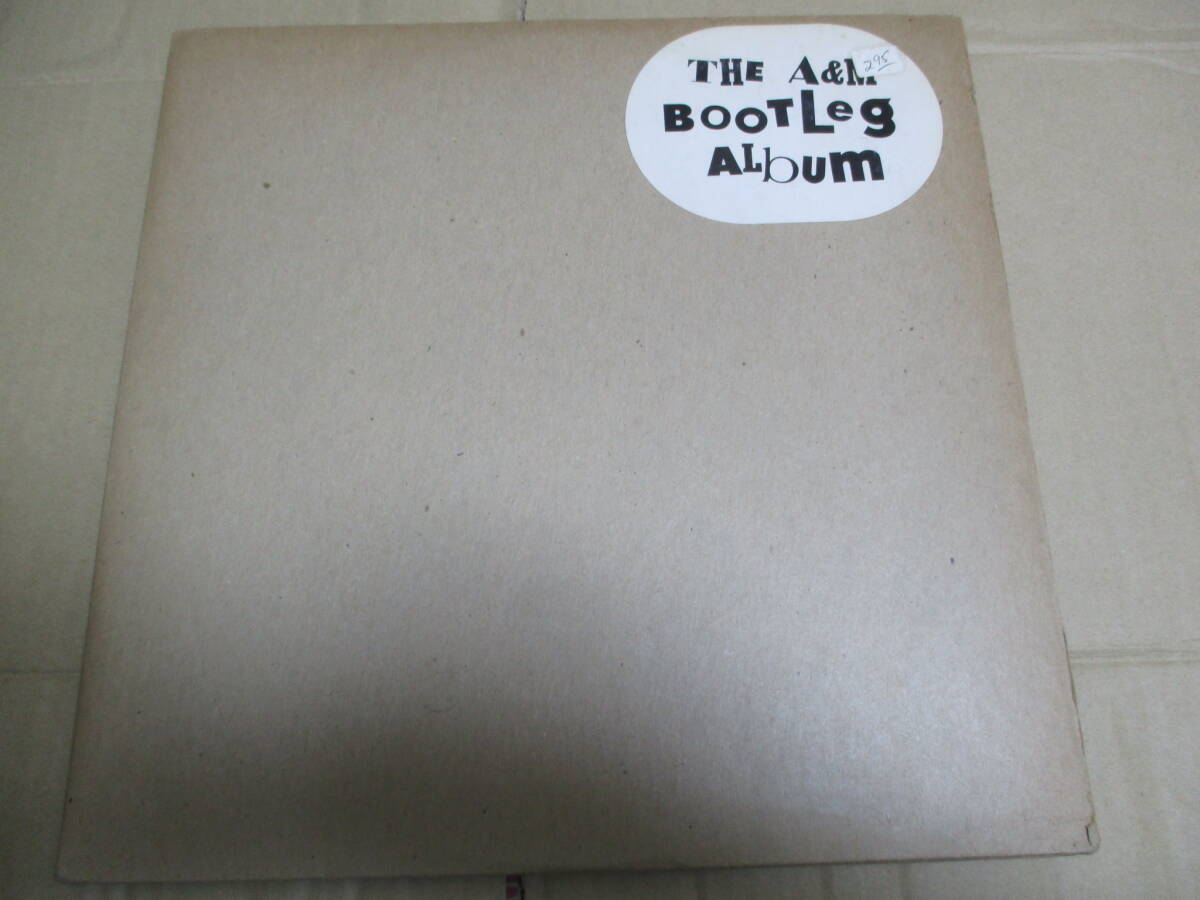 THE A&M
295
BOOTLeg
ALbum